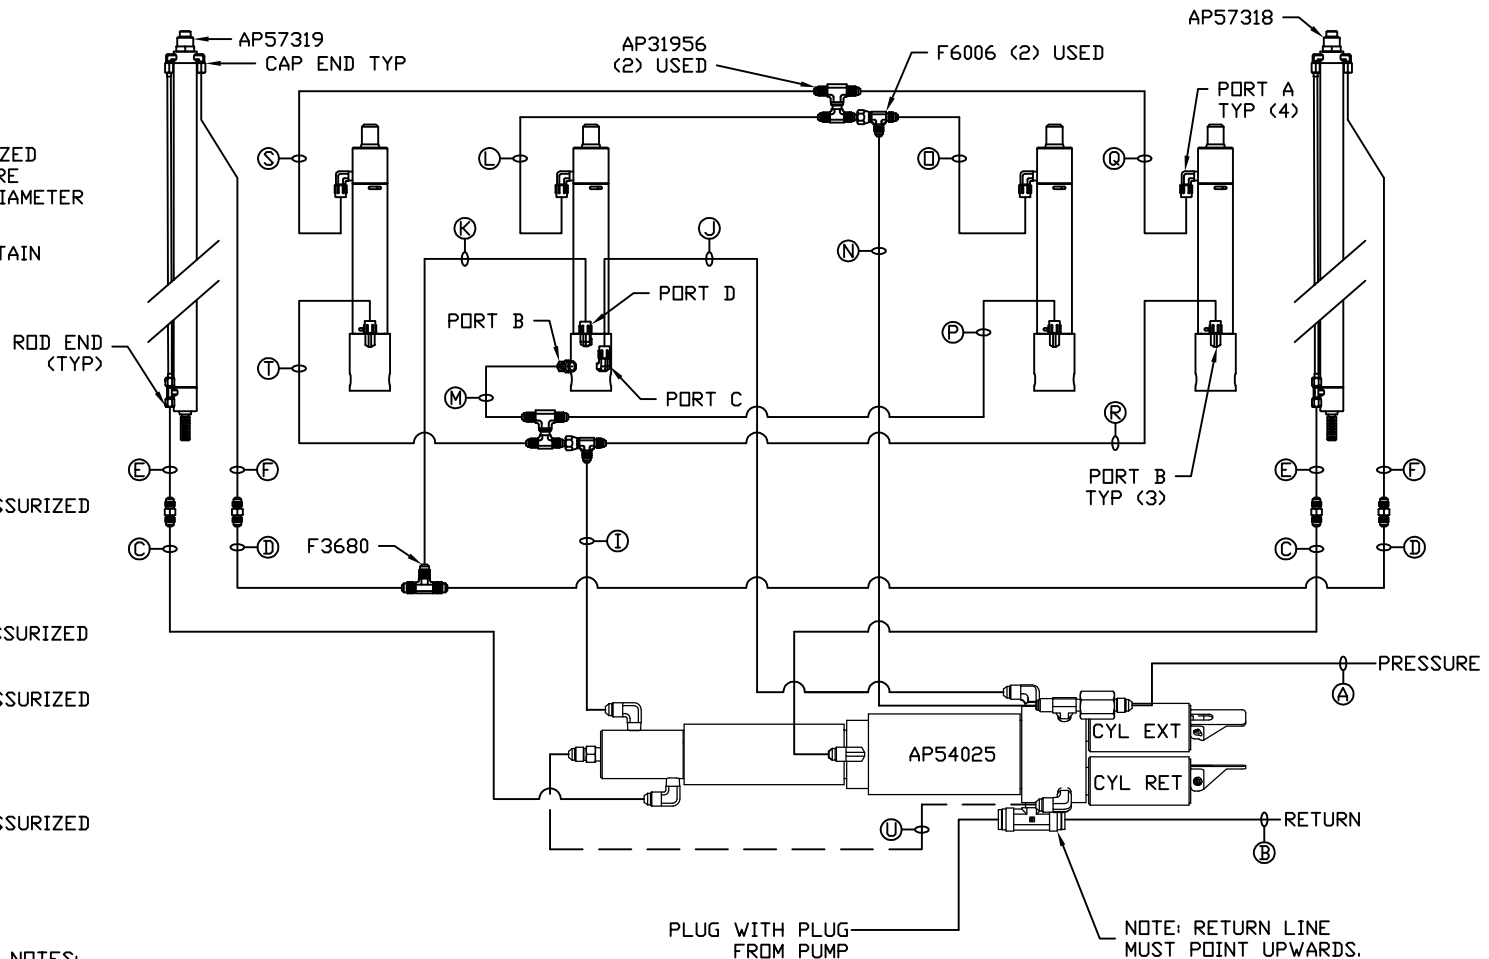 AP57319
CAP END TYP
AP31956
(2) USED
F6006 (2) USED
AP57318
PORT A
TYP (4)
ZED
RE
IAMETER
TAIN
S
L
O
Q
K
J
N
PORT D
PORT B
P
ROD END
(TYP)
T
M
PORT C
R
E
F
PORT B
TYP (3)
E
F
SSURIZED
C
D
F3680
I
C
D
SSURIZED
PRESSURE
A
SSURIZED
CYL EXT
AP54025
CYL RET
SSURIZED
U
RETURN
B
PLUG WITH PLUG
FROM PUMP
NOTE: RETURN LINE
MUST POINT UPWARDS.
NOTES: